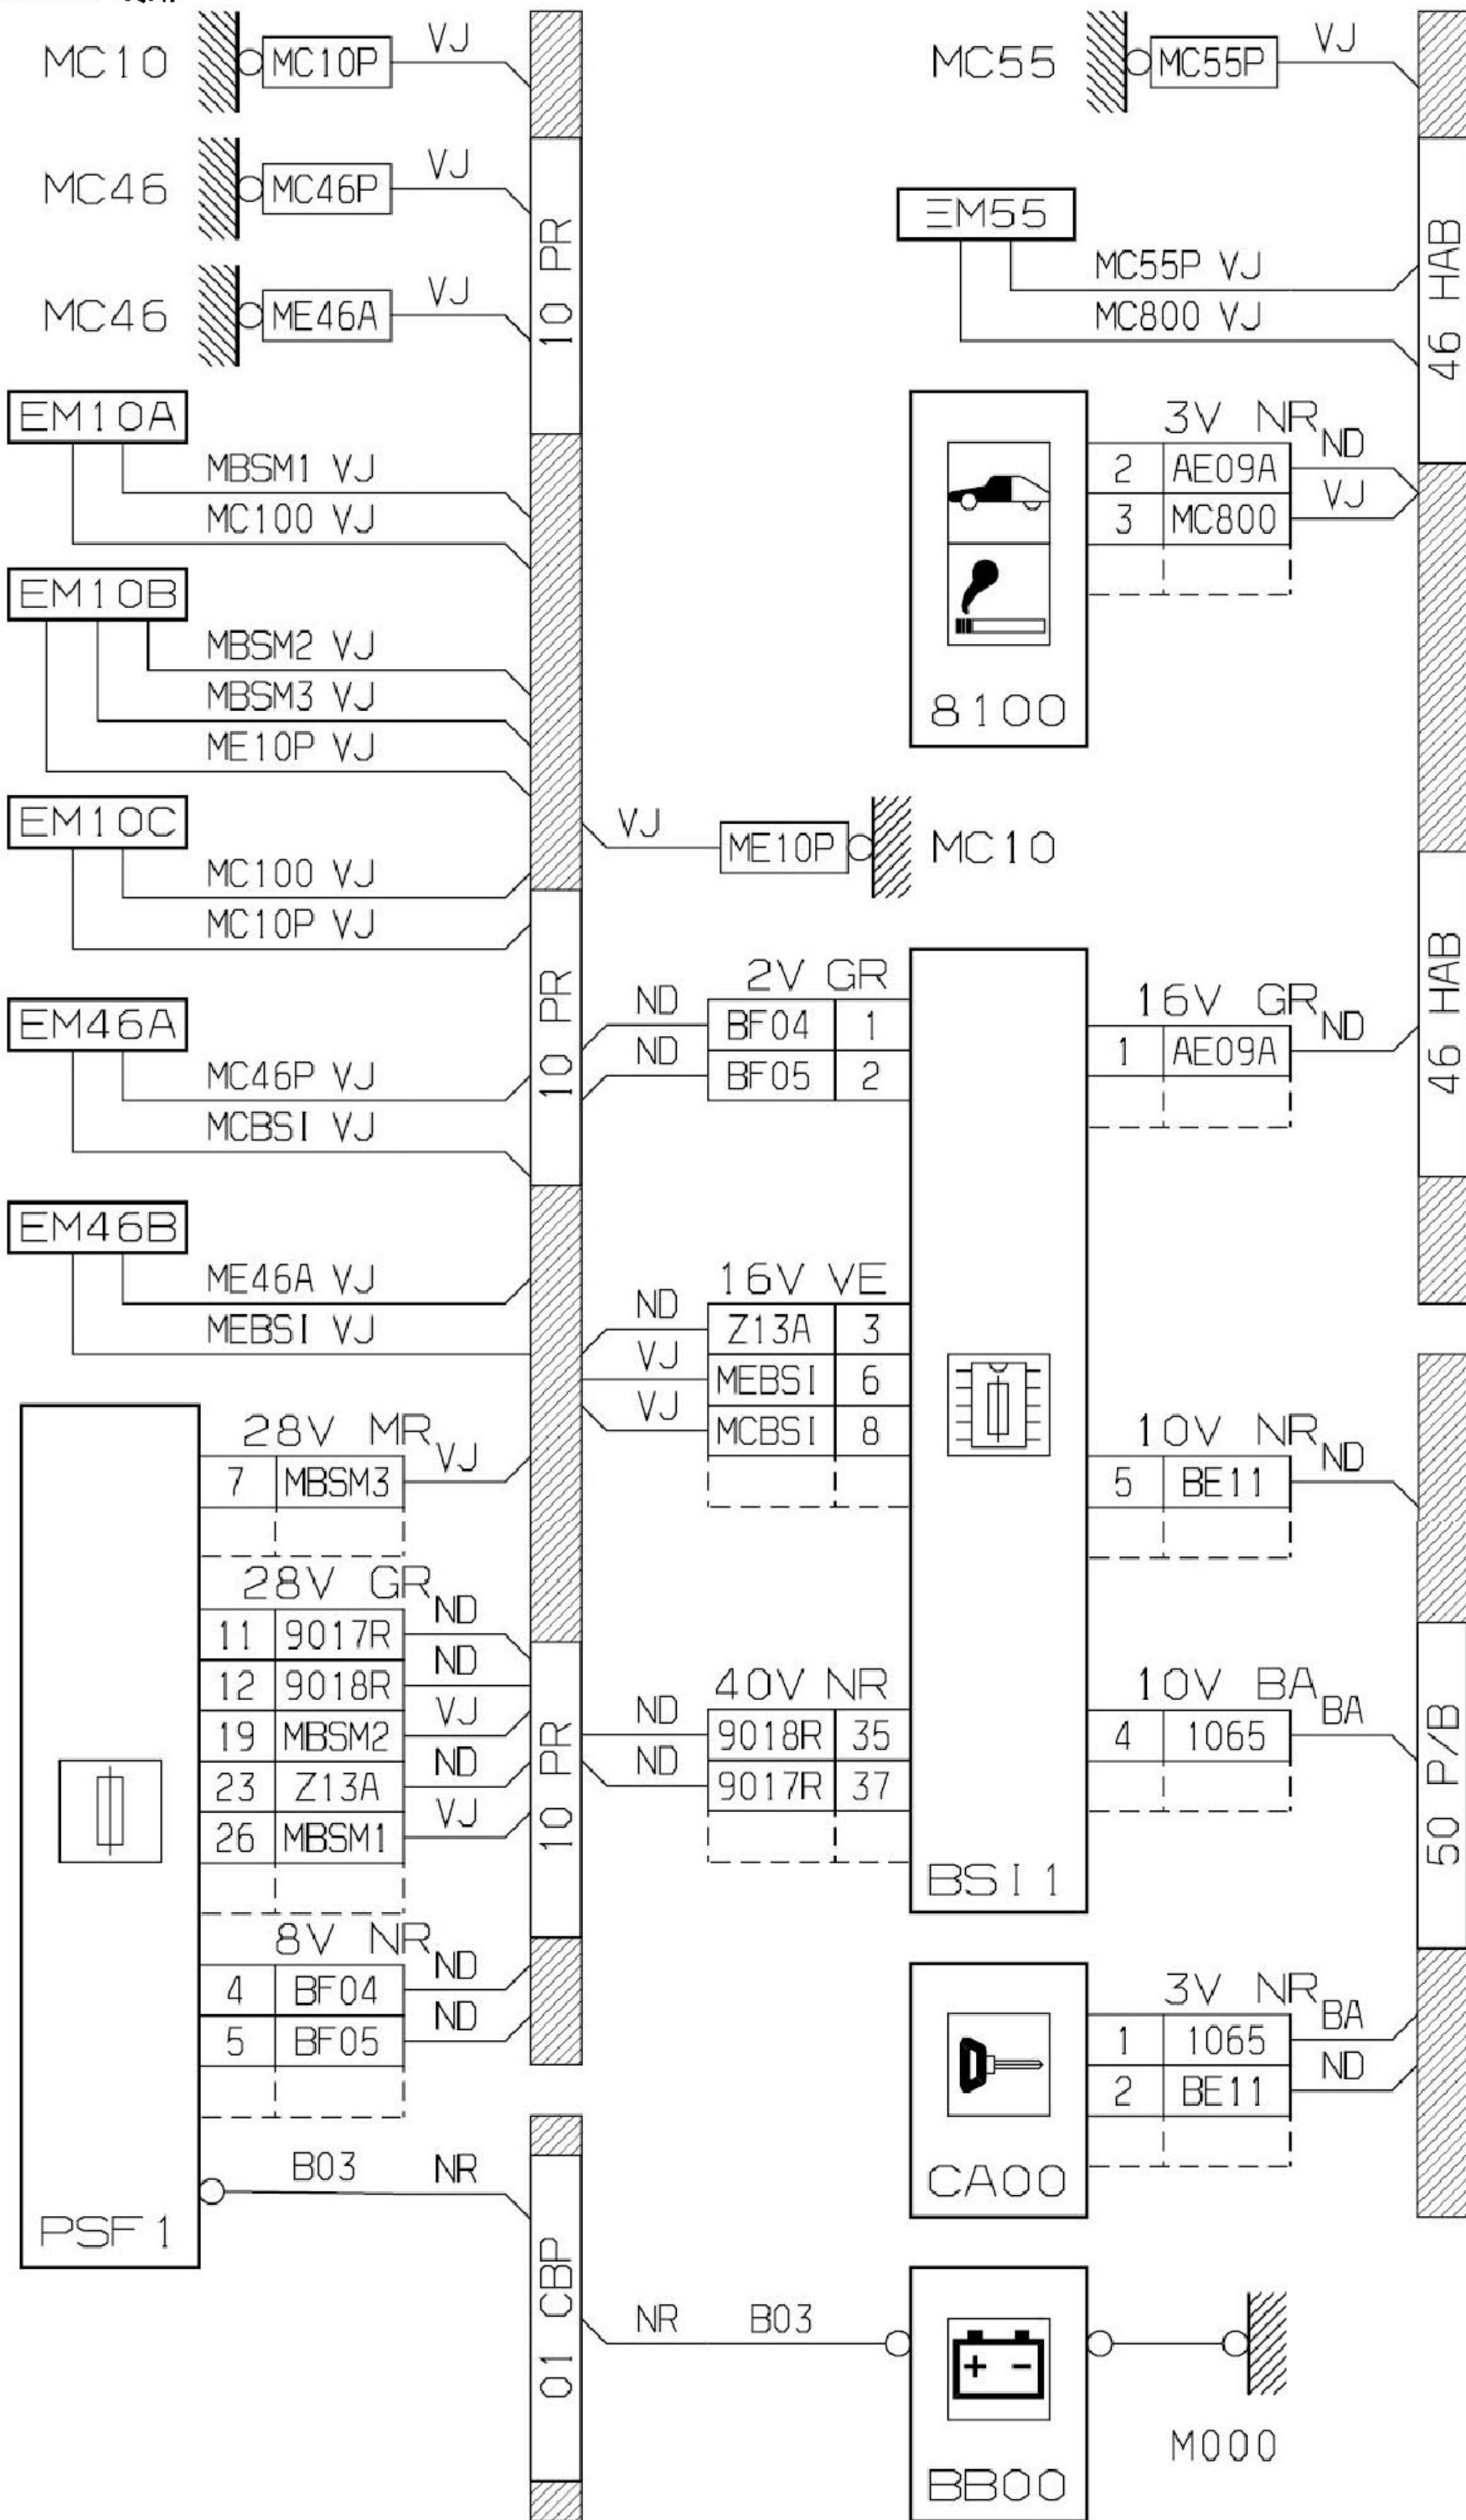 MC10 MC10P VJ
MC46 MC46P VJ
MC46 ME46A VJ
10 PR
EM10A
MBSM1 VJ
MC100 VJ
EM10B
MBSM2 VJ
MBSM3 VJ
ME10P VJ
EM10C
MC100 VJ
MC10P VJ
10 PR
EM46A
MC46P VJ
MCBSI VJ
EM46B
ME46A VJ
MEBSI VJ
28V MR
7 MBSM3 VJ
28V GR
11 9017R ND
12 9018R ND
19 MBSM2 VJ
23 Z13A ND
26 MBSM1 VJ
10 PR
8V NR
4 BF04 ND
5 BF05 ND
B03 NR
PSF1
01 CBP
MC55 MC55P VJ
EM55
MC55P VJ
MC800 VJ
46 HAB
3V NR
2 AE09A ND
3 MC800 VJ
8100
VJ ME10P MC10
2V GR
ND BF04 1
ND BF05 2
16V GR
1 AE09A ND
46 HAB
16V VE
ND Z13A 3
VJ MEBSI 6
VJ MCBSI 8
10V NR
5 BE11 ND
40V NR
ND 9018R 35
ND 9017R 37
10V BA
4 1065 BA
50 P/B
BSI1
3V NR
1 1065 BA
2 BE11 ND
CA00
NR B03
+ -
BB00
M000